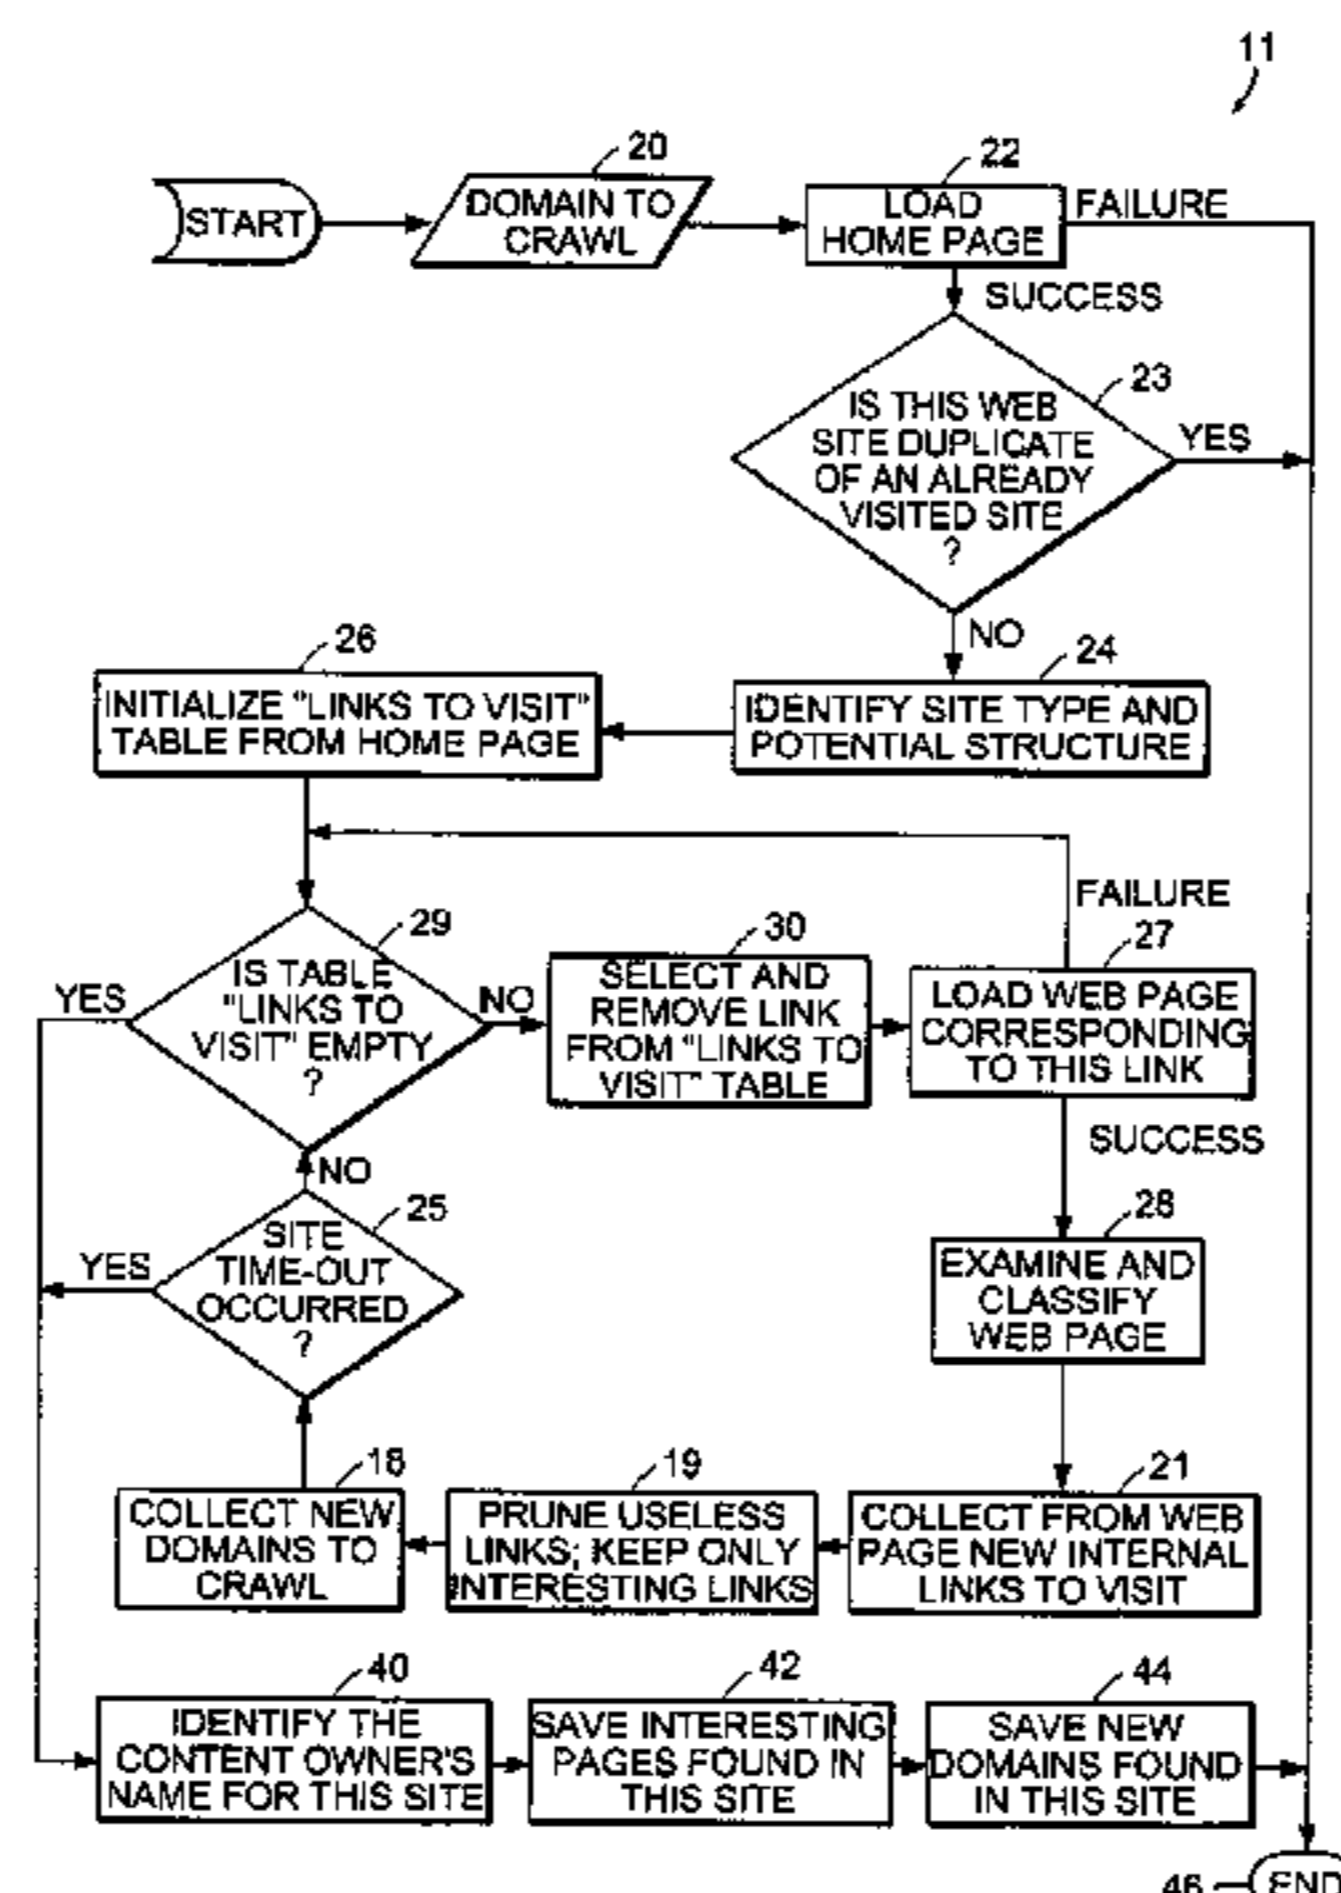 11
START
20
DOMAIN TO
CRAWL
22
LOAD
HOME PAGE
FAILURE
SUCCESS
23
IS THIS WEB
SITE DUPLICATE
OF AN ALREADY
VISITED SITE
?
YES
NO
24
IDENTIFY SITE TYPE AND
POTENTIAL STRUCTURE
26
INITIALIZE "LINKS TO VISIT"
TABLE FROM HOME PAGE
29
IS TABLE
"LINKS TO
VISIT" EMPTY
?
YES
NO
30
SELECT AND
REMOVE LINK
FROM "LINKS TO
VISIT" TABLE
FAILURE
27
LOAD WEB PAGE
CORRESPONDING
TO THIS LINK
SUCCESS
28
EXAMINE AND
CLASSIFY
WEB PAGE
NO
25
SITE
TIME-OUT
OCCURRED
?
YES
18
COLLECT NEW
DOMAINS TO
CRAWL
19
PRUNE USELESS
LINKS; KEEP ONLY
INTERESTING LINKS
21
COLLECT FROM WEB
PAGE NEW INTERNAL
LINKS TO VISIT
40
IDENTIFY THE
CONTENT OWNER'S
NAME FOR THIS SITE
42
SAVE INTERESTING
PAGES FOUND IN
THIS SITE
44
SAVE NEW
DOMAINS FOUND
IN THIS SITE
46
END